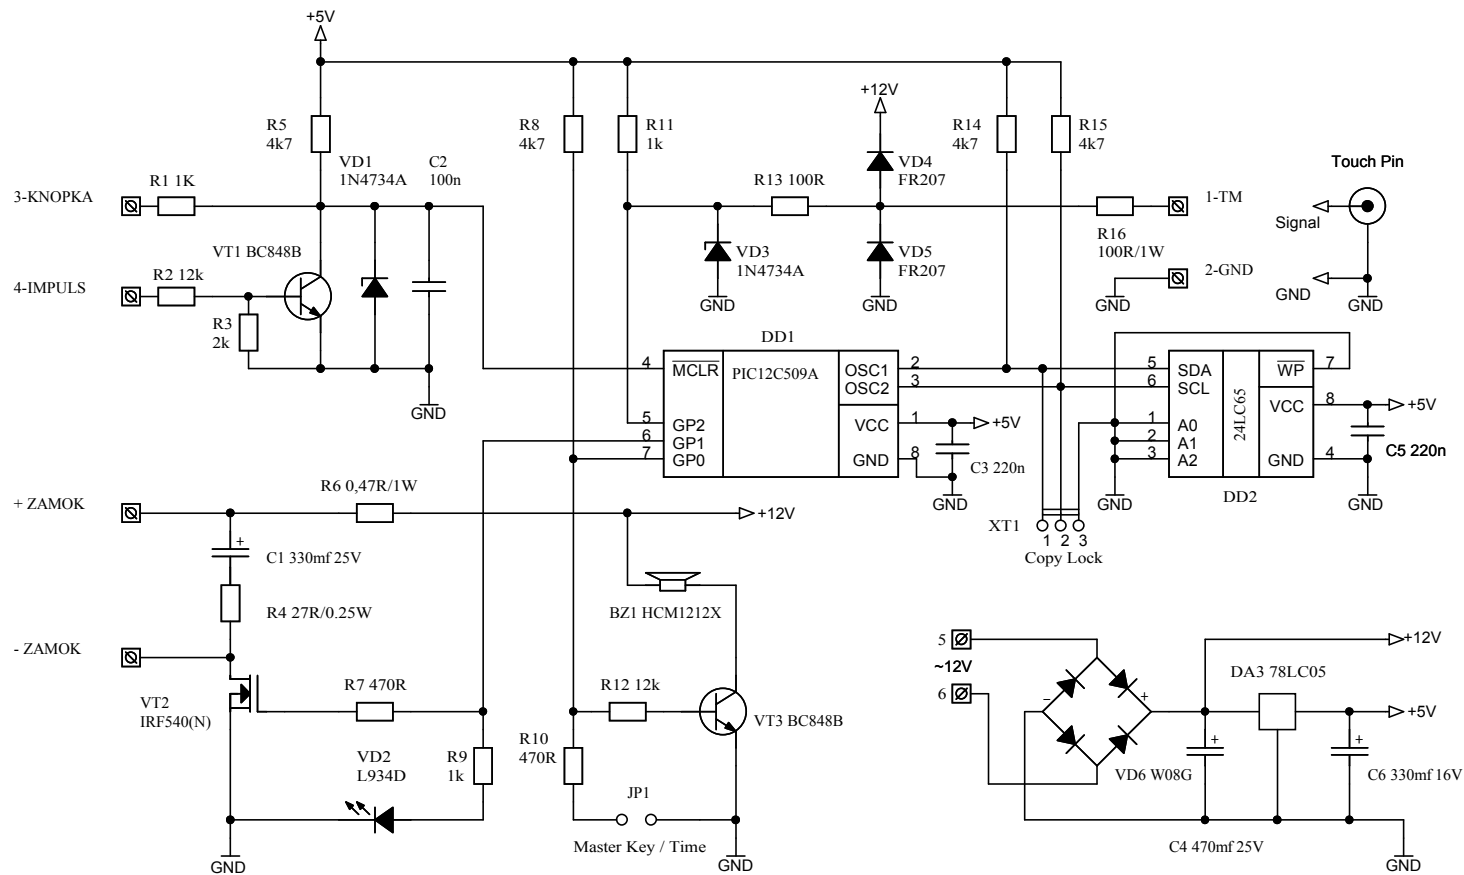 +5V
R5
4k7
R8
4k7
R11
1k
+12V
R14
4k7
R15
4k7
VD1
1N4734A
C2
100n
VD4
FR207
Touch Pin
3-KNOPKA
R1 1K
R13 100R
1-TM
Signal
R16
100R/1W
VT1 BC848B
VD3
1N4734A
VD5
FR207
4-IMPULS
R2 12k
2-GND
GND
R3
2k
GND
GND
GND
GND
DD1
4
MCLR
PIC12C509A
OSC1
2
OSC2
3
5
SDA
WP
7
6
SCL
GND
5
GP2
6
GP1
7
GP0
VCC
1
+5V
GND
8
C3 220n
GND
1
A0
2
A1
3
A2
24LC65
VCC
8
+5V
GND
4
C5 220n
GND
GND
DD2
R6 0,47R/1W
+ ZAMOK
+12V
XT1
1 2 3
Copy Lock
+
C1 330mf 25V
R4 27R/0.25W
BZ1 HCM1212X
- ZAMOK
5
~12V
6
+12V
DA3 78LC05
VT2
IRF540(N)
R7 470R
R12 12k
VT3 BC848B
-
+
+5V
VD2
L934D
R9
1k
R10
470R
+
VD6 W08G
+
C6 330mf 16V
JP1
Master Key / Time
C4 470mf 25V
GND
GND
GND